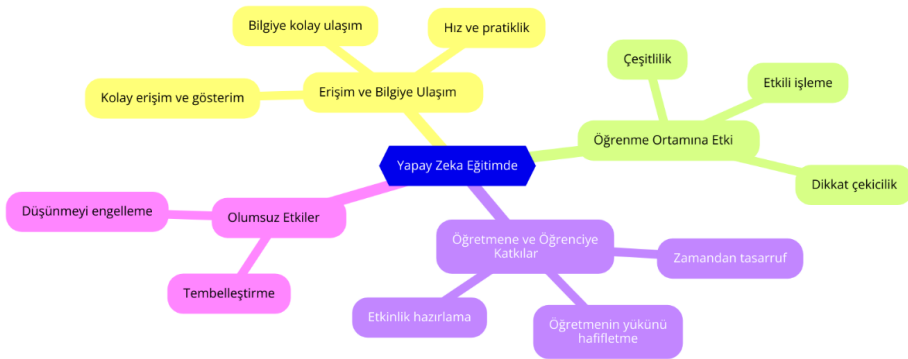 Bilgiye kolay ulaşım
Hız ve pratiklik
Kolay erişim ve gösterim
Erişim ve Bilgiye Ulaşım
Çeşitlilik
Etkili işleme
Öğrenme Ortamına Etki
Dikkat çekicilik
Yapay Zeka Eğitimde
Düşünmeyi engelleme
Olumsuz Etkiler
Tembelleştirme
Öğretmene ve Öğrenciye
Katkılar
Zamandan tasarruf
Etkinlik hazırlama
Öğretmenin yükünü
hafifletme